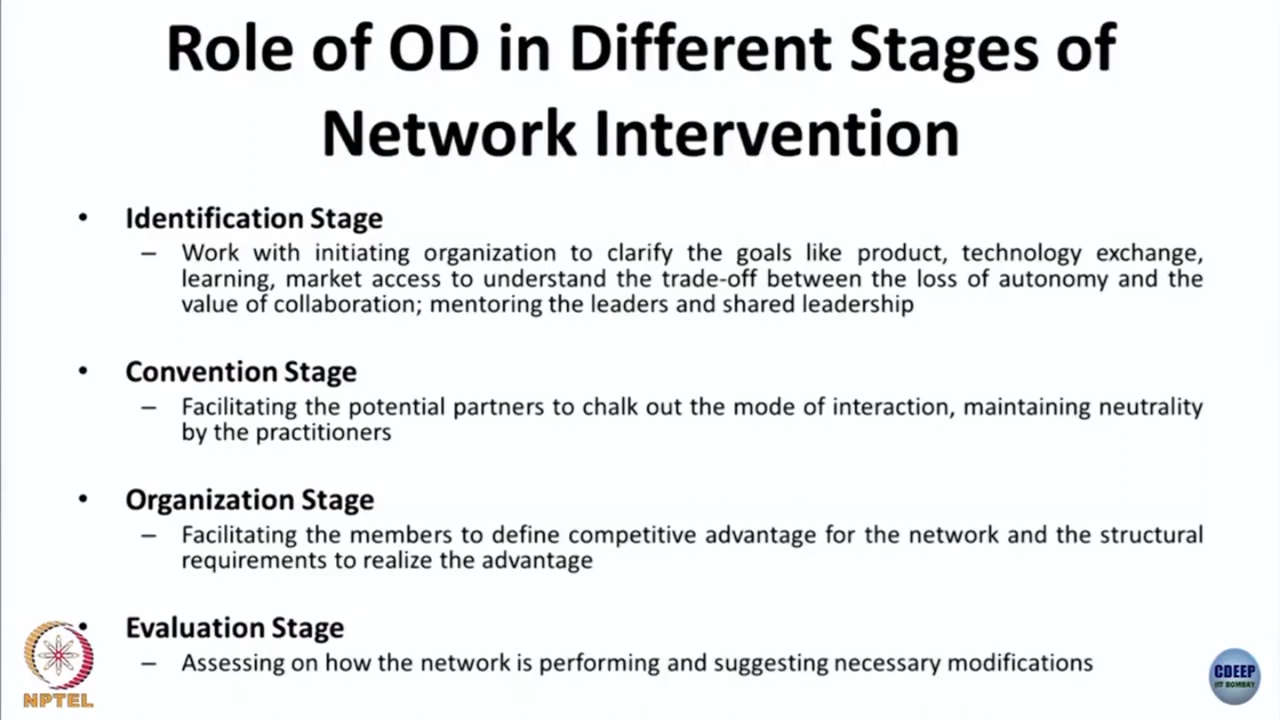 Role of OD in Different Stages of
Network Intervention
• Identification Stage
– Work with initiating organization to clarify the goals like product, technology exchange,
learning, market access to understand the trade-off between the loss of autonomy and the
value of collaboration; mentoring the leaders and shared leadership
• Convention Stage
– Facilitating the potential partners to chalk out the mode of interaction, maintaining neutrality
by the practitioners
• Organization Stage
– Facilitating the members to define competitive advantage for the network and the structural
requirements to realize the advantage
• Evaluation Stage
– Assessing on how the network is performing and suggesting necessary modifications
NPTEL
CDEEP
IIT BOMBAY